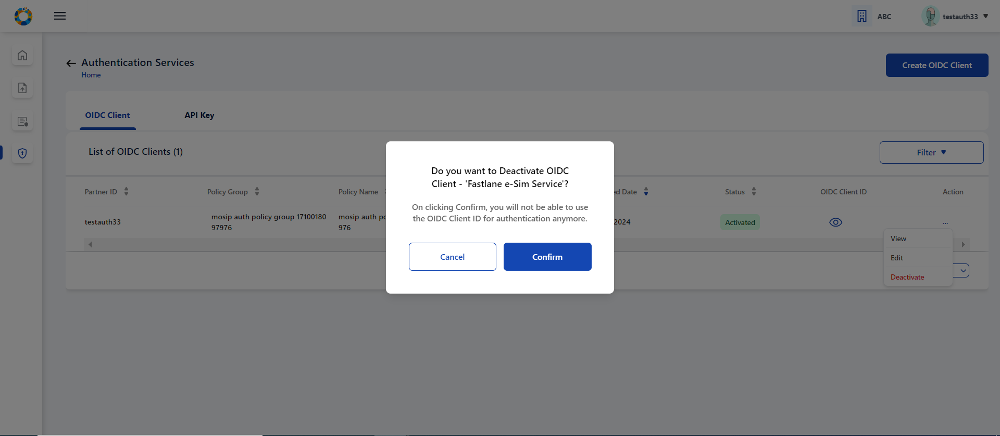 ABC
testauth33
Authentication Services
Home
Create OIDC Client
OIDC Client
API Key
List of OIDC Clients (1)
Filter
Do you want to Deactivate OIDC
Client - 'Fastlane e-Sim Service'?
On clicking Confirm, you will not be able to use
the OIDC Client ID for authentication anymore.
Cancel
Confirm
Partner ID
Policy Group
Policy Name
ed Date
Status
OIDC Client ID
Action
testauth33
mosip auth policy group 17100180
97976
mosip auth po
976
2024
Activated
...
View
Edit
Deactivate